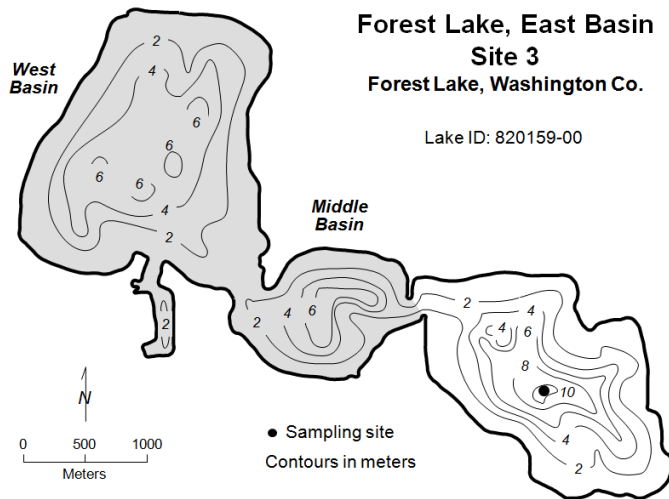 Forest Lake, East Basin
Site 3
Forest Lake, Washington Co.
Lake ID: 820159-00
West
Basin
2
4
6
6
6
6
4
2
2
Middle
Basin
2
4
6
2
4
4
6
8
10
4
2
N
0 500 1000
Meters
Sampling site
Contours in meters